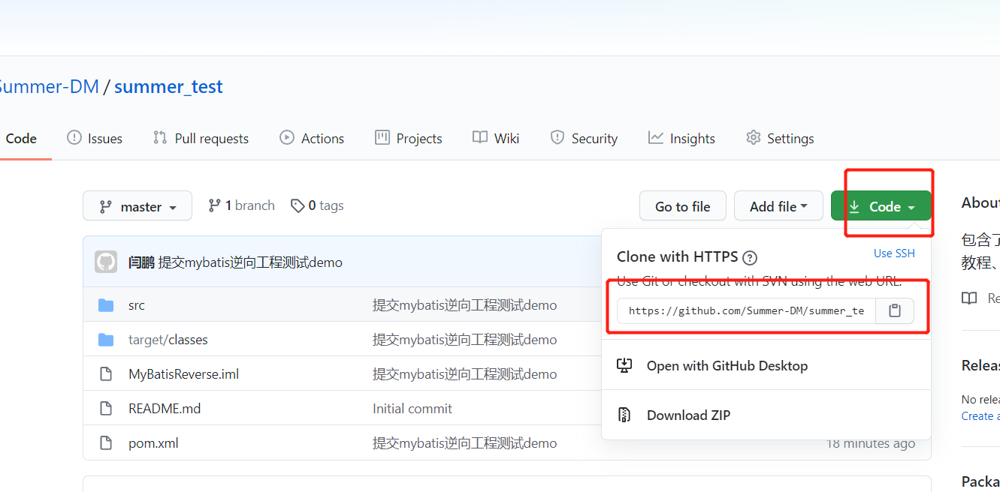 Summer-DM / summer_test
Code Issues Pull requests Actions Projects Wiki Security Insights Settings
master 1 branch 0 tags Go to file Add file Code
闫鹏 提交mybatis逆向工程测试demo
src 提交mybatis逆向工程测试demo
target/classes 提交mybatis逆向工程测试demo
MyBatisReverse.iml 提交mybatis逆向工程测试demo
README.md Initial commit
pom.xml 提交mybatis逆向工程测试demo 18 minutes ago
Clone with HTTPS Use SSH
Use Git or checkout with SVN using the web URL.
https://github.com/Summer-DM/summer_te
Open with GitHub Desktop
Download ZIP
About
包含了
教程、
Re
Releas
No relea
Create a
Packa